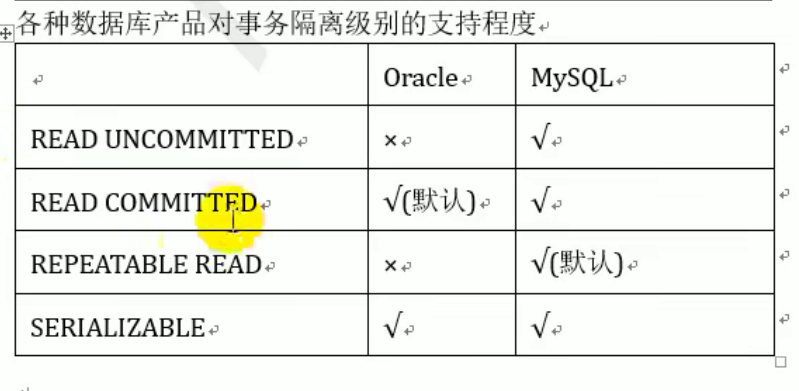 各种数据库产品对事务隔离级别的支持程度
Oracle MySQL
READ UNCOMMITTED × √
READ COMMITTED √(默认) √
REPEATABLE READ × √(默认)
SERIALIZABLE √ √